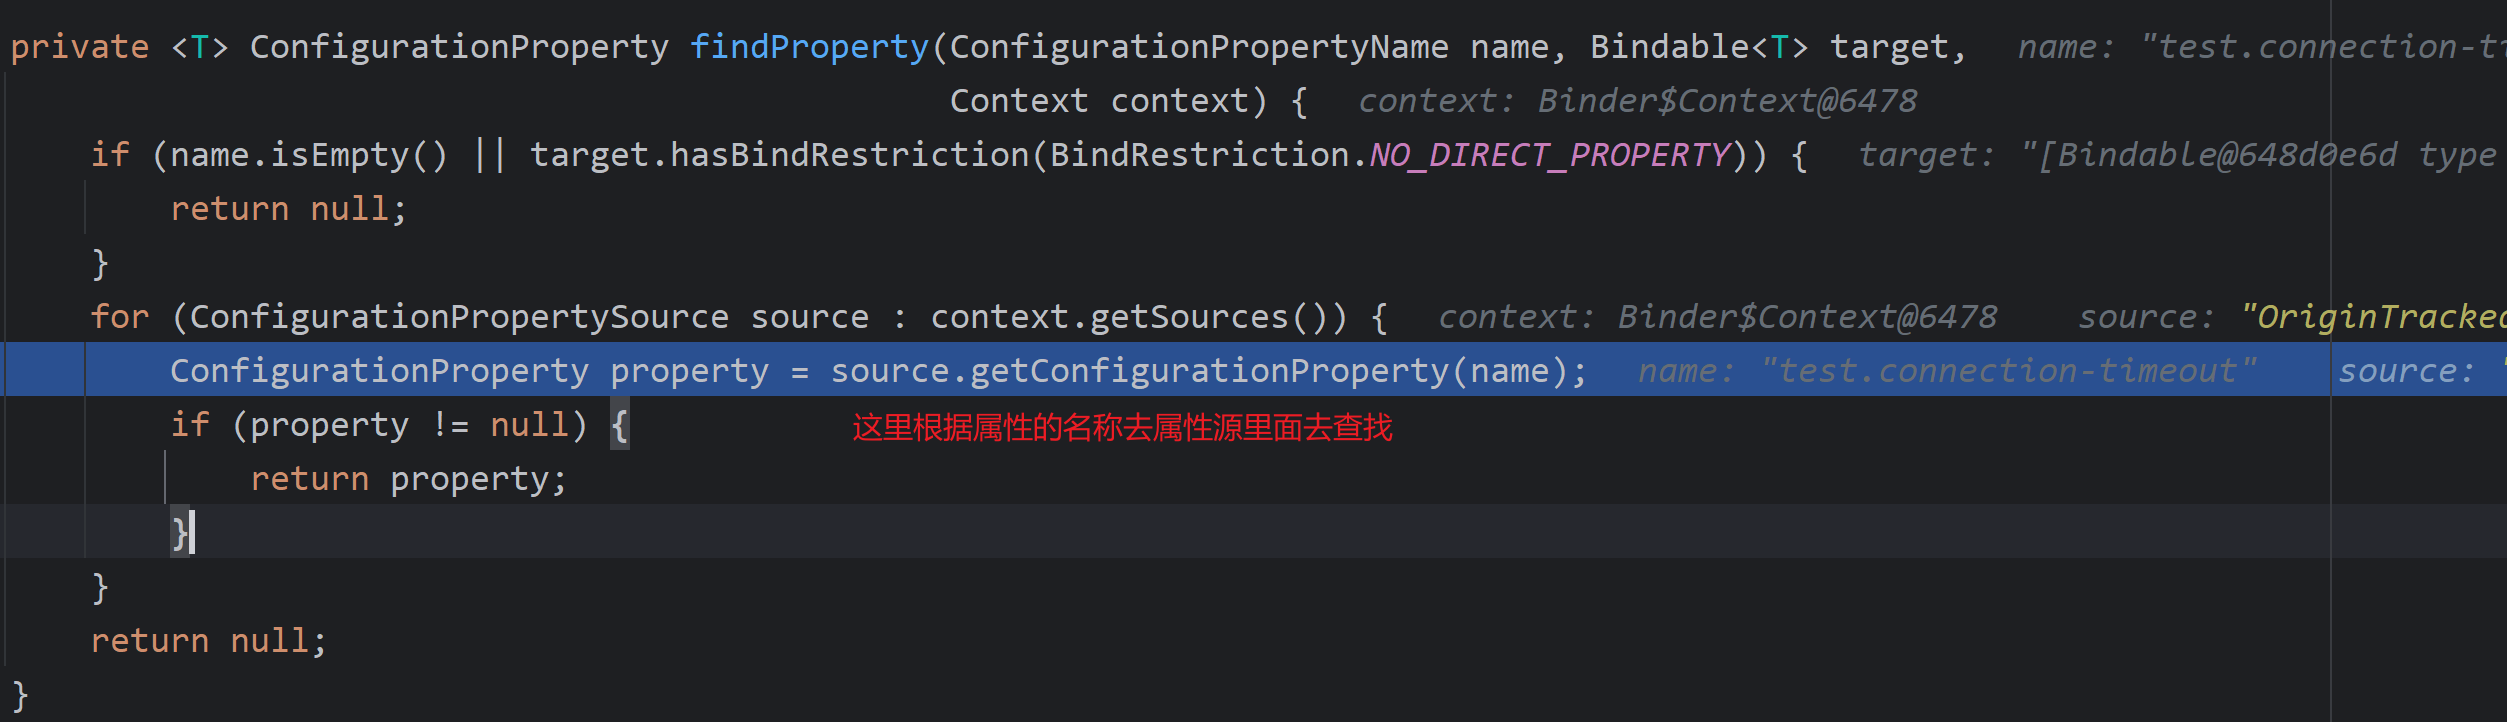 private <T> ConfigurationProperty findProperty(ConfigurationPropertyName name, Bindable<T> target,   name: "test.connection-ti
Context context) {   context: Binder$Context@6478
if (name.isEmpty() || target.hasBindRestriction(BindRestriction.NO_DIRECT_PROPERTY)) {   target: "[Bindable@648d0e6d type
return null;
}
for (ConfigurationPropertySource source : context.getSources()) {   context: Binder$Context@6478   source: "OriginTracked
ConfigurationProperty property = source.getConfigurationProperty(name);   name: "test.connection-timeout"   source: "
if (property != null) {   这里根据属性的名称去属性源里面去查找
return property;
}
}
return null;
}